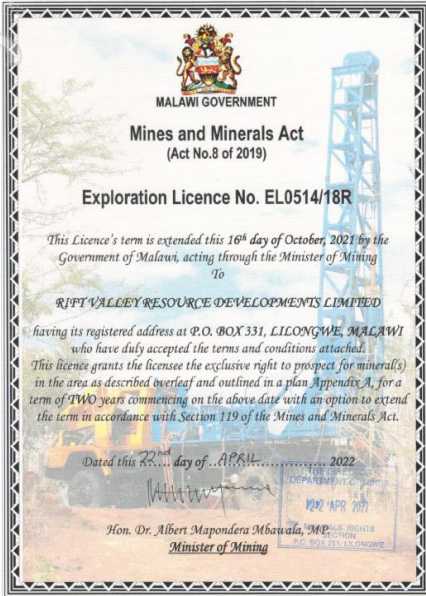 MALAWI GOVERNMENT
Mines and Minerals Act
(Act No.8 of 2019)
Exploration Licence No. EL0514/18R
This Licence's term is extended this 16th day of October, 2021 by the
Government of Malawi, acting through the Minister of Mining
To
RIFT VALLEY RESOURCE DEVELOPMENTS LIMITED
having its registered address at P.O. BOX 331, LILONGWE, MALAWI
who have duly accepted the terms and conditions attached.
This licence grants the licensee the exclusive right to prospect for mineral(s)
in the area as described overleaf and outlined in a plan Appendix A, for a
term of TWO years commencing on the above date with an option to extend
the term in accordance with Section 119 of the Mines and Minerals Act.
Dated this 22nd day of APRIL 2022
THE DIRECTOR
DEPARTMENT OF
APR
RIGHTS
SECTION
P.O. BOX 251, LILONGWE
Hon. Dr. Albert Mapondera Mbawala, MP
Minister of Mining